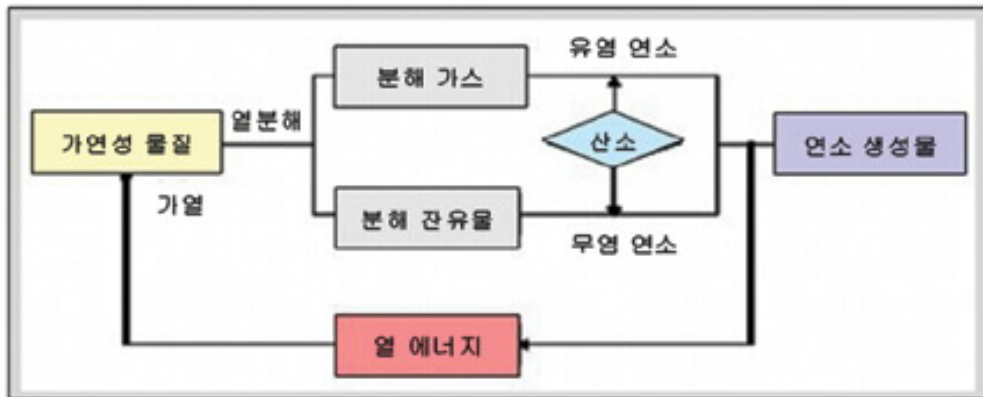 유염 연소
분해 가스
열분해
가연성 물질
산소
연소 생성물
가열
분해 잔유물
무염 연소
열 에너지